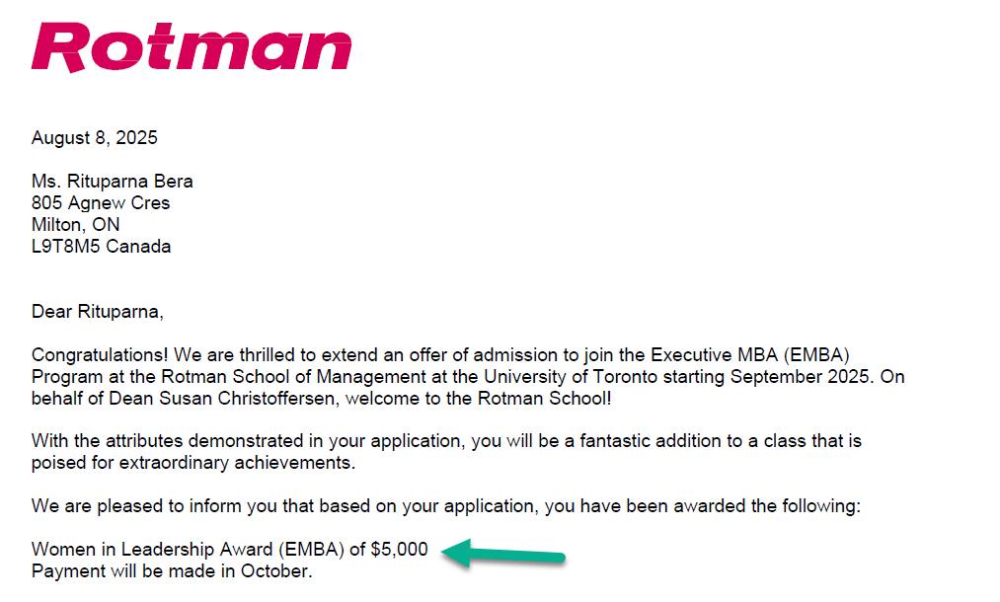 Rotman
August 8, 2025
Ms. Rituparna Bera
805 Agnew Cres
Milton, ON
L9T8M5 Canada
Dear Rituparna,
Congratulations! We are thrilled to extend an offer of admission to join the Executive MBA (EMBA)
Program at the Rotman School of Management at the University of Toronto starting September 2025. On
behalf of Dean Susan Christoffersen, welcome to the Rotman School!
With the attributes demonstrated in your application, you will be a fantastic addition to a class that is
poised for extraordinary achievements.
We are pleased to inform you that based on your application, you have been awarded the following:
Women in Leadership Award (EMBA) of $5,000
Payment will be made in October.